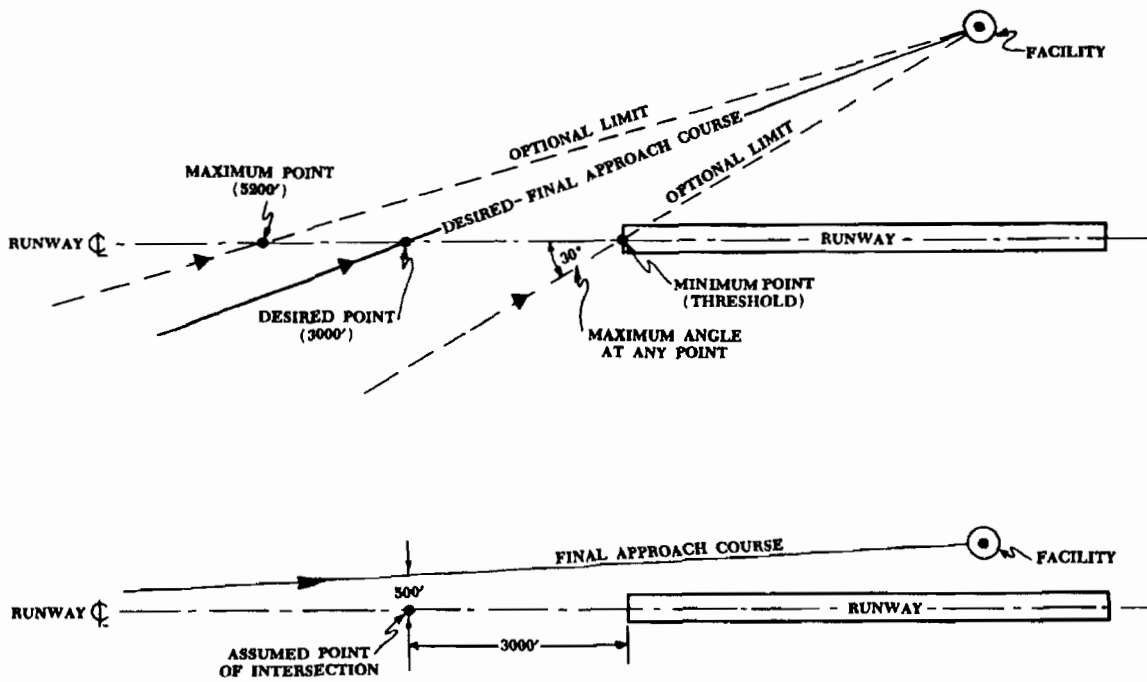 FACILITY
OPTIONAL LIMIT
DESIRED-FINAL APPROACH COURSE
OPTIONAL LIMIT
MAXIMUM POINT
(5200')
RUNWAY ℄
RUNWAY
30°
DESIRED POINT
(3000')
MINIMUM POINT
(THRESHOLD)
MAXIMUM ANGLE
AT ANY POINT
FINAL APPROACH COURSE
FACILITY
500'
RUNWAY ℄
RUNWAY
3000'
ASSUMED POINT
OF INTERSECTION